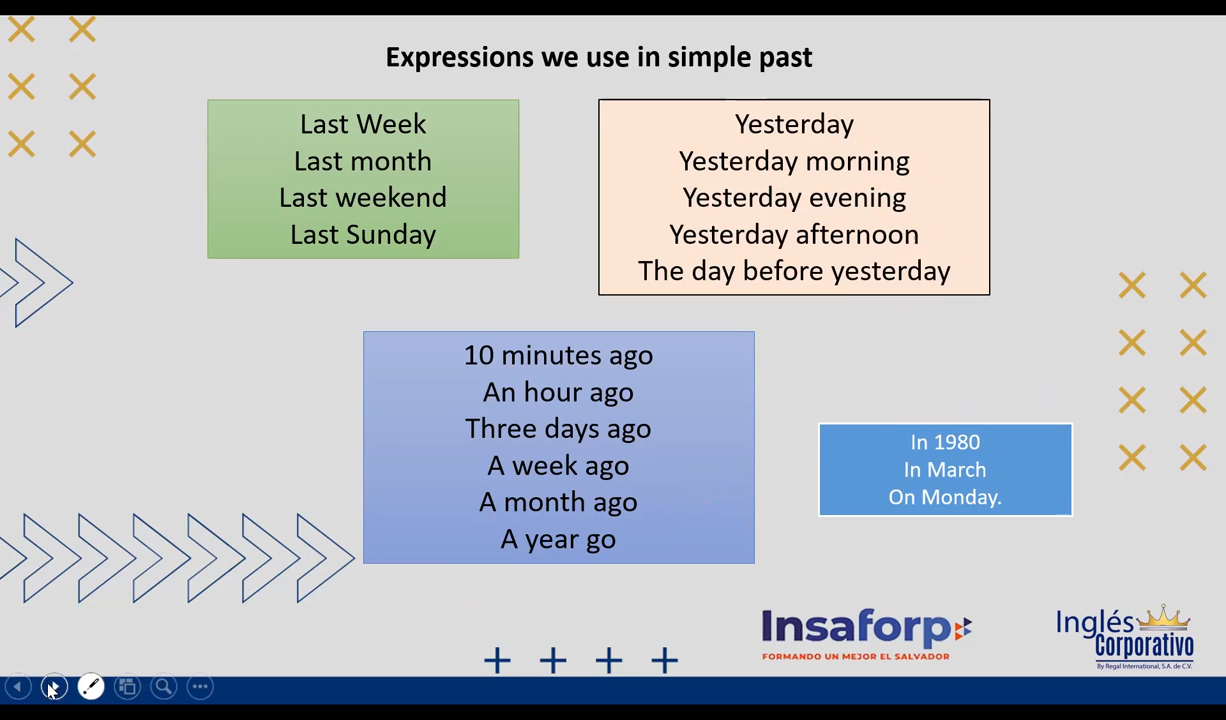 Expressions we use in simple past
Last Week
Last month
Last weekend
Last Sunday
Yesterday
Yesterday morning
Yesterday evening
Yesterday afternoon
The day before yesterday
10 minutes ago
An hour ago
Three days ago
A week ago
A month ago
A year go
In 1980
In March
On Monday.
Insaforp
FORMANDO UN MEJOR EL SALVADOR
Inglés
Corporativo
By Regal International, S.A. de C.V.